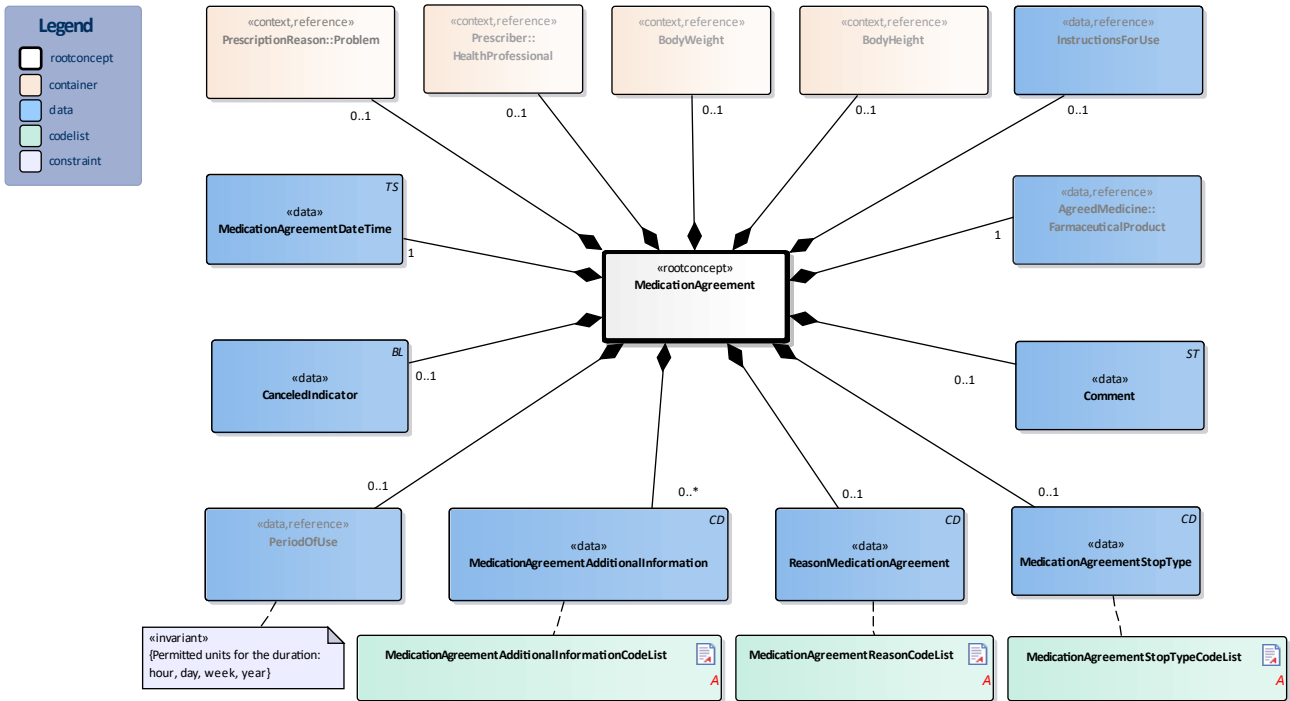 Legend
rootconcept
container
data
codelist
constraint
«context,reference»
PrescriptionReason::Problem
«context,reference»
Prescriber::
HealthProfessional
«context,reference»
BodyWeight
«context,reference»
BodyHeight
«data,reference»
InstructionsForUse
0..1
0..1
0..1
0..1
0..1
TS
«data»
MedicationAgreementDateTime
1
«data,reference»
AgreedMedicine::
FarmaceuticalProduct
1
«rootconcept»
MedicationAgreement
BL
«data»
CanceledIndicator
0..1
ST
«data»
Comment
0..1
0..1
0..*
0..1
0..1
«data,reference»
PeriodOfUse
CD
«data»
MedicationAgreementAdditionalInformation
CD
«data»
ReasonMedicationAgreement
CD
«data»
MedicationAgreementStopType
«invariant»
{Permitted units for the duration:
hour, day, week, year}
MedicationAgreementAdditionalInformationCodeList
A
MedicationAgreementReasonCodeList
A
MedicationAgreementStopTypeCodeList
A